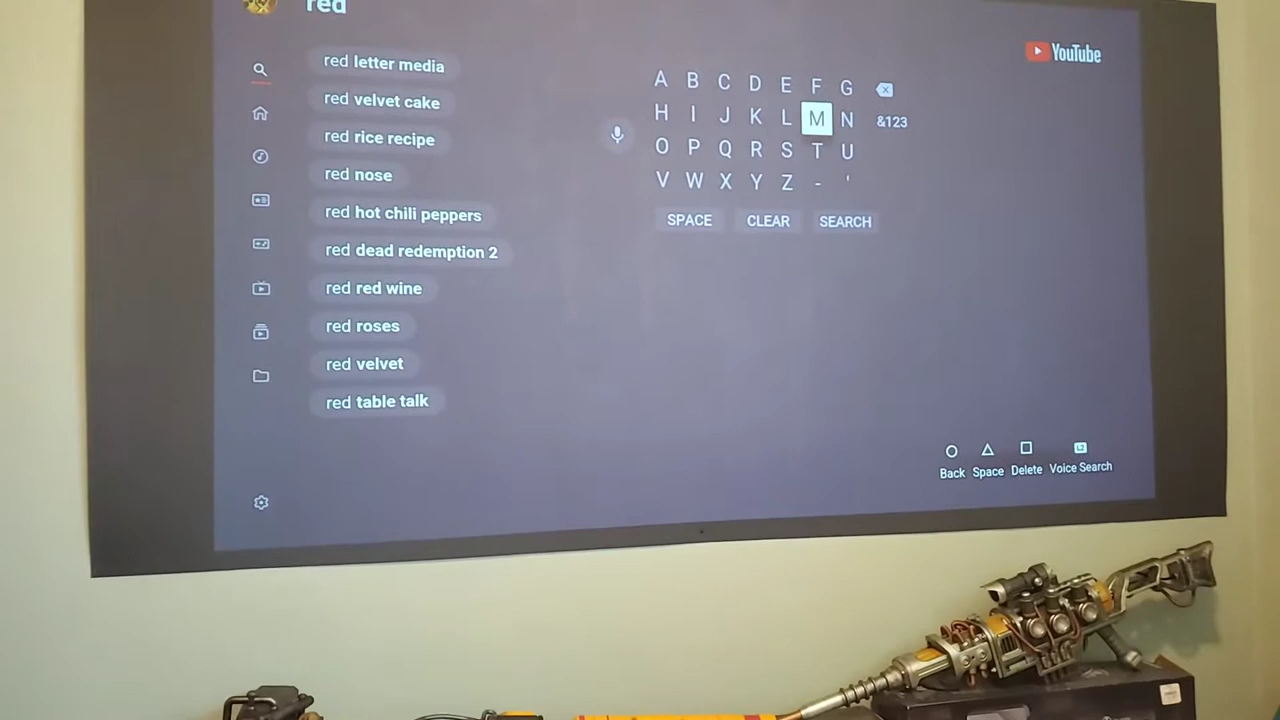 red
YouTube
red letter media
red velvet cake
red rice recipe
red nose
red hot chili peppers
red dead redemption 2
red red wine
red roses
red velvet
red table talk
A B C D E F G
H I J K L M N &123
O P Q R S T U
V W X Y Z - '
SPACE CLEAR SEARCH
L2
Back Space Delete Voice Search